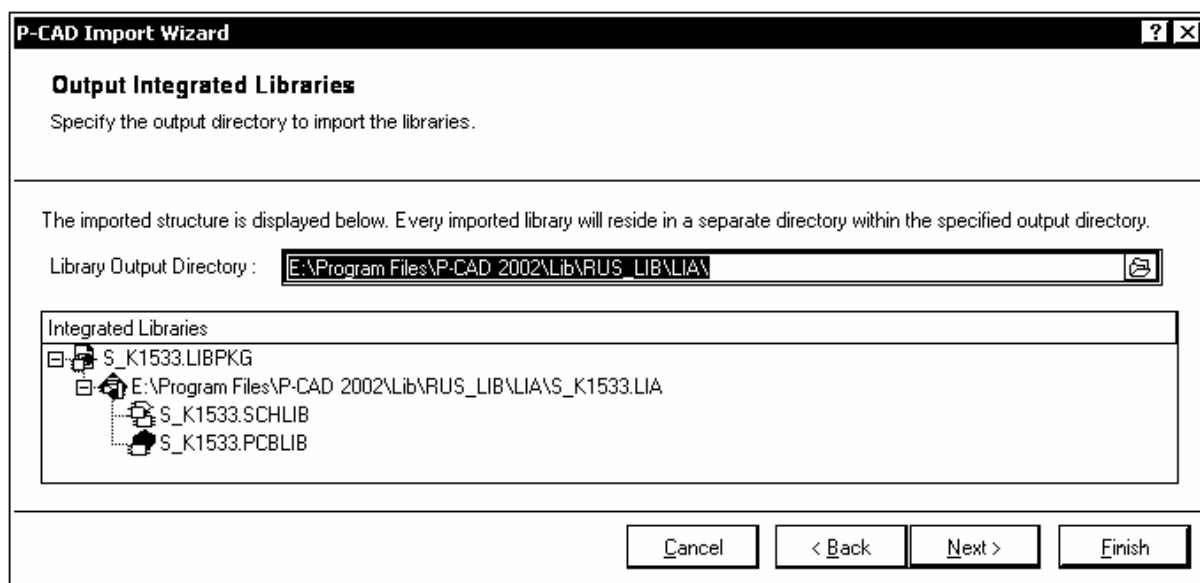 P-CAD Import Wizard
Output Integrated Libraries
Specify the output directory to import the libraries.
The imported structure is displayed below. Every imported library will reside in a separate directory within the specified output directory.
Library Output Directory : E:\Program Files\P-CAD 2002\Lib\RUS_LIB\LIA\
Integrated Libraries
S_K1533.LIBPKG
E:\Program Files\P-CAD 2002\Lib\RUS_LIB\LIA\S_K1533.LIA
S_K1533.SCHLIB
S_K1533.PCBLIB
Cancel < Back Next > Finish